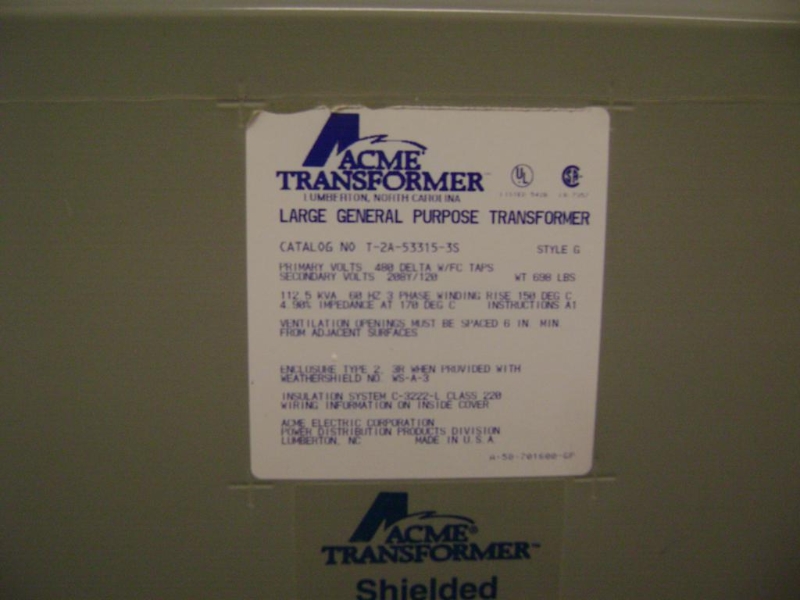 ACME
TRANSFORMER
LUMBERTON, NORTH CAROLINA
LARGE GENERAL PURPOSE TRANSFORMER
CATALOG NO T-2A-53315-3S STYLE G
PRIMARY VOLTS 480 DELTA W/FC TAPS
SECONDARY VOLTS 208Y/120 WT 698 LBS
112.5 KVA 60 HZ 3 PHASE WINDING RISE 150 DEG C
4.90% IMPEDANCE AT 170 DEG C INSTRUCTIONS A1
VENTILATION OPENINGS MUST BE SPACED 6 IN. MIN.
FROM ADJACENT SURFACES
ENCLOSURE TYPE 2, 3R WHEN PROVIDED WITH
WEATHERSHIELD NO. WS-A-3
INSULATION SYSTEM C-3222-L CLASS 220
WIRING INFORMATION ON INSIDE COVER
ACME ELECTRIC CORPORATION
POWER DISTRIBUTION PRODUCTS DIVISION
LUMBERTON, NC MADE IN U.S.A
ACME®
TRANSFORMER™
Shielded